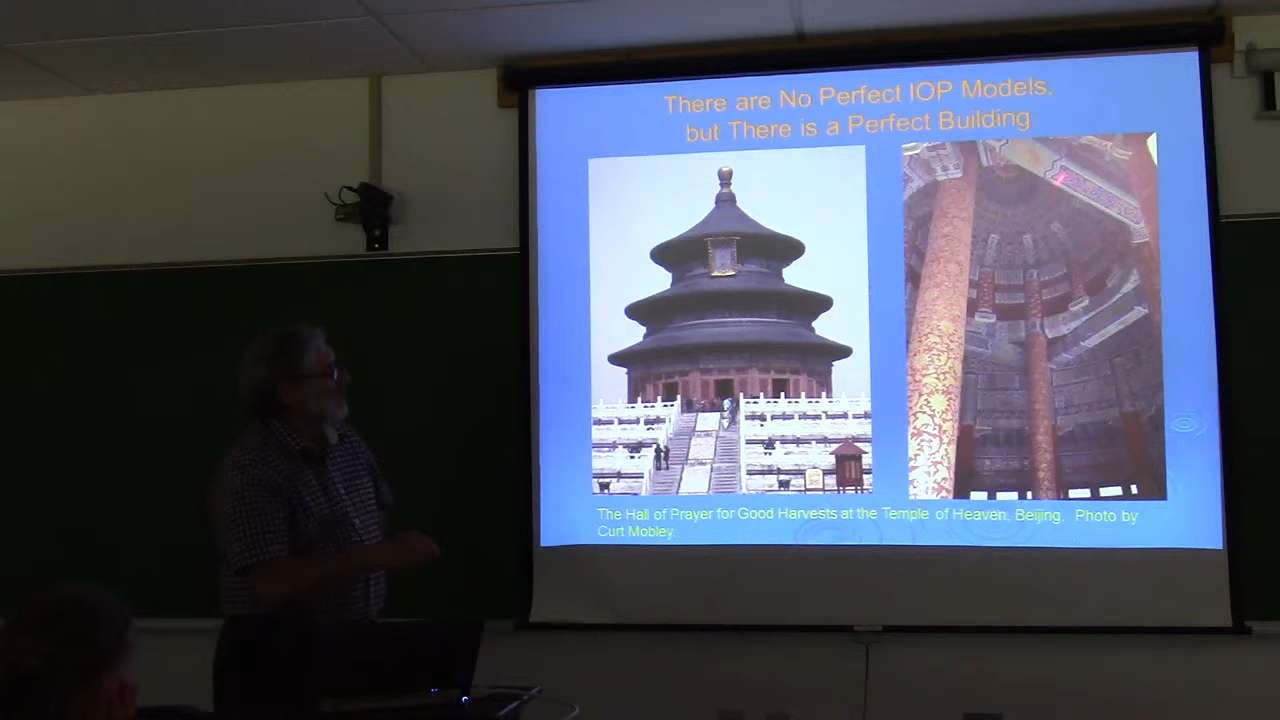 There are No Perfect IOP Models.
but There is a Perfect Building
The Hall of Prayer for Good Harvests at the Temple of Heaven, Beijing. Photo by
Curt Mobley.